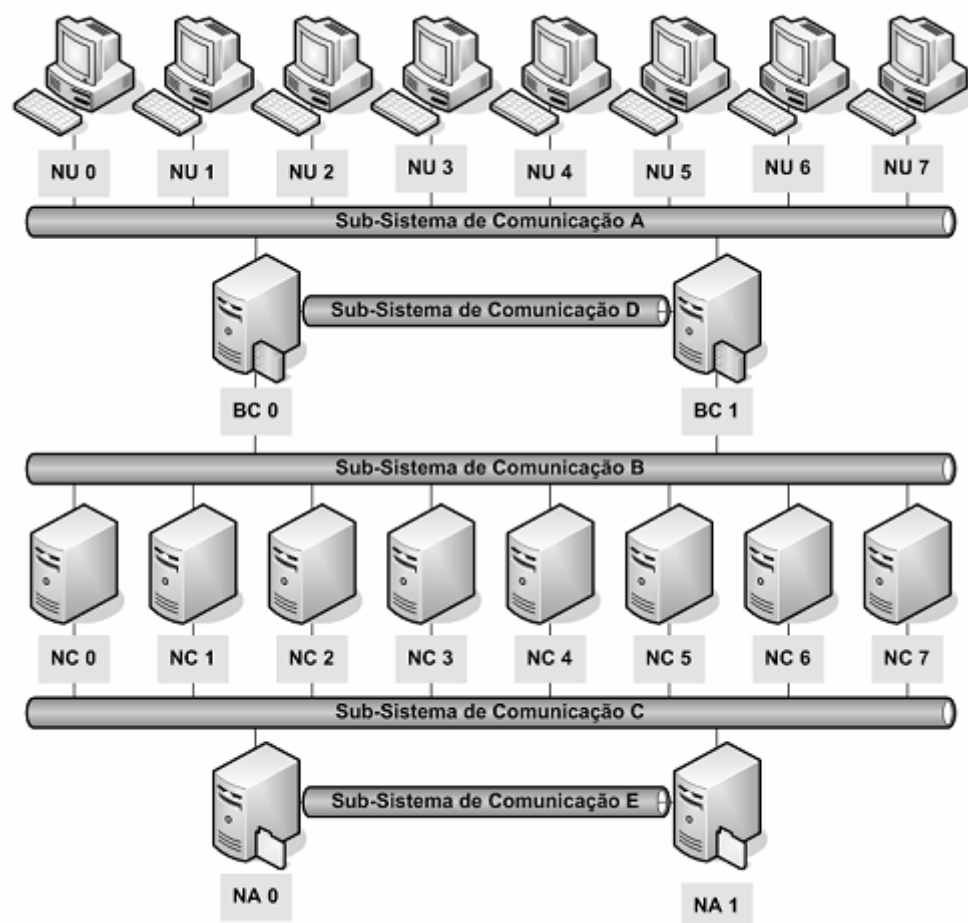 NU 0 NU 1 NU 2 NU 3 NU 4 NU 5 NU 6 NU 7
Sub-Sistema de Comunicação A
Sub-Sistema de Comunicação D
BC 0 BC 1
Sub-Sistema de Comunicação B
NC 0 NC 1 NC 2 NC 3 NC 4 NC 5 NC 6 NC 7
Sub-Sistema de Comunicação C
Sub-Sistema de Comunicação E
NA 0 NA 1